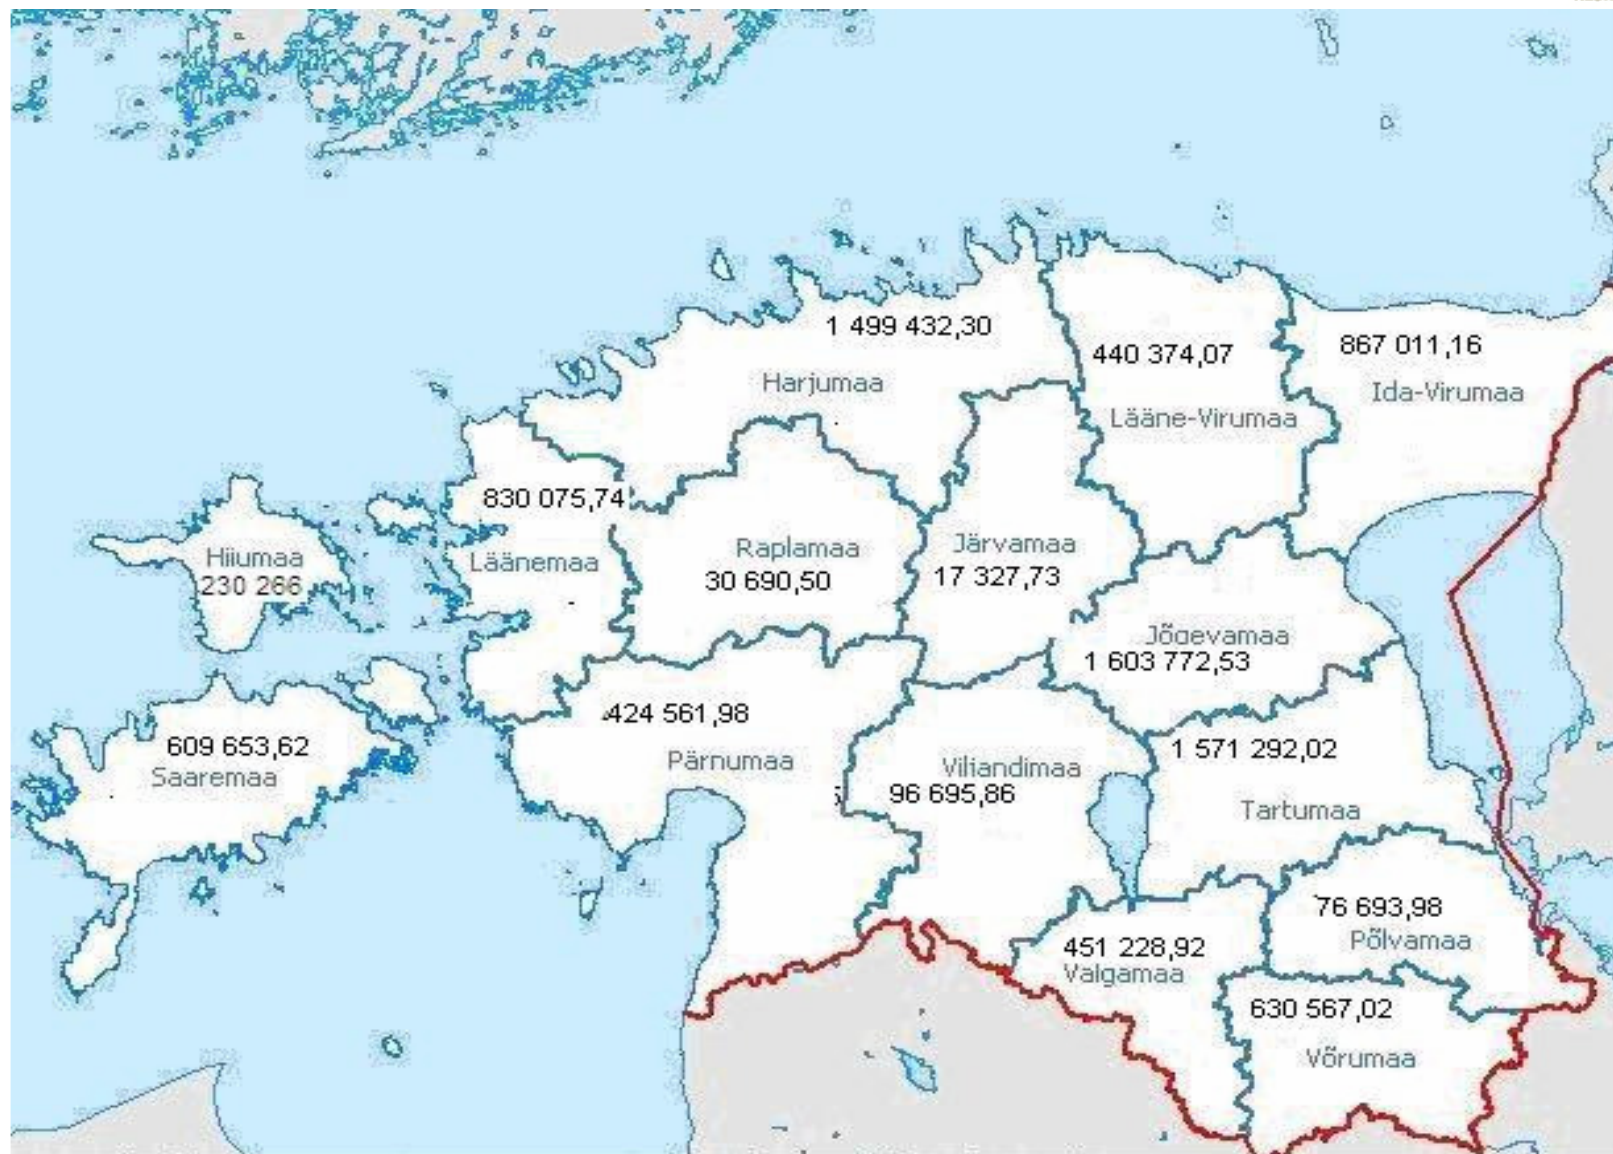 1 499 432,30
Harjumaa
440 374,07
Lääne-Virumaa
867 011,16
Ida-Virumaa
830 075,74
Läänemaa
Hiiumaa
230 266
Raplamaa
30 690,50
Järvamaa
17 327,73
Jõgevamaa
1 603 772,53
609 653,62
Saaremaa
424 561,98
Pärnumaa
Viljandimaa
96 695,86
1 571 292,02
Tartumaa
76 693,98
Põlvamaa
451 228,92
Valgamaa
630 567,02
Võrumaa